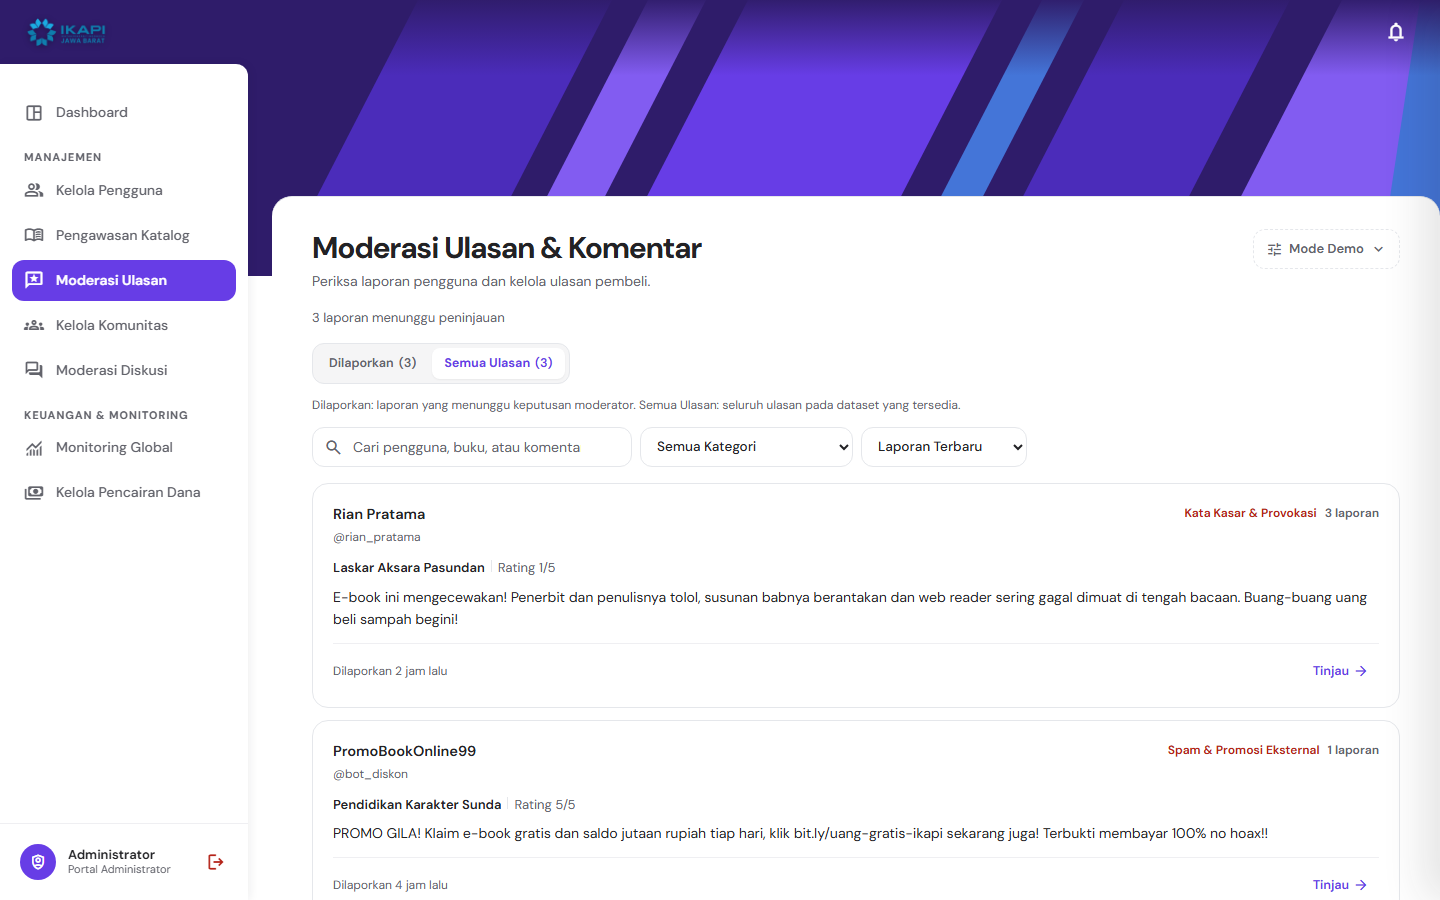 IKAPI
JAWA BARAT
Dashboard
MANAJEMEN
Kelola Pengguna
Pengawasan Katalog
Moderasi Ulasan
Kelola Komunitas
Moderasi Diskusi
KEUANGAN & MONITORING
Monitoring Global
Kelola Pencairan Dana
Administrator
Portal Administrator
Moderasi Ulasan & Komentar
Mode Demo
Periksa laporan pengguna dan kelola ulasan pembeli.
3 laporan menunggu peninjauan
Dilaporkan (3) Semua Ulasan (3)
Dilaporkan: laporan yang menunggu keputusan moderator. Semua Ulasan: seluruh ulasan pada dataset yang tersedia.
Cari pengguna, buku, atau komenta Semua Kategori Laporan Terbaru
Rian Pratama Kata Kasar & Provokasi 3 laporan
@rian_pratama
Laskar Aksara Pasundan Rating 1/5
E-book ini mengecewakan! Penerbit dan penulisnya tolol, susunan babnya berantakan dan web reader sering gagal dimuat di tengah bacaan. Buang-buang uang
beli sampah begini!
Dilaporkan 2 jam lalu Tinjau
PromoBookOnline99 Spam & Promosi Eksternal 1 laporan
@bot_diskon
Pendidikan Karakter Sunda Rating 5/5
PROMO GILA! Klaim e-book gratis dan saldo jutaan rupiah tiap hari, klik bit.ly/uang-gratis-ikapi sekarang juga! Terbukti membayar 100% no hoax!!
Dilaporkan 4 jam lalu Tinjau